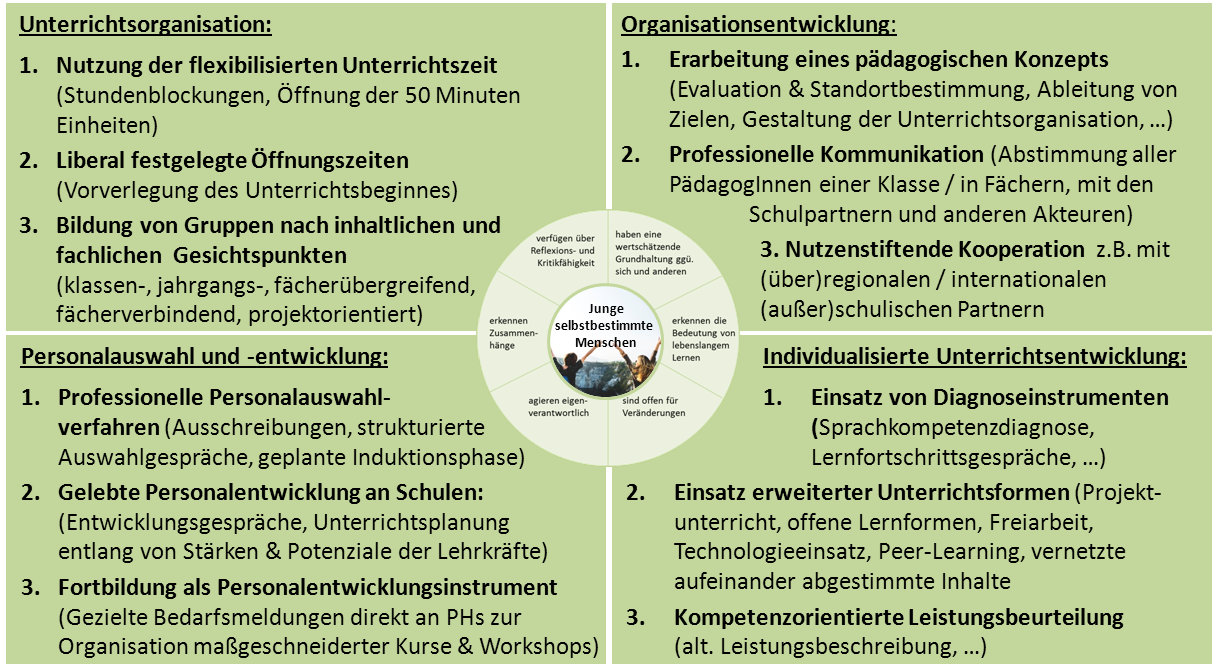 Unterrichtsorganisation:
1. Nutzung der flexibilisierten Unterrichtszeit
(Stundenblockungen, Öffnung der 50 Minuten
Einheiten)
2. Liberal festgelegte Öffnungszeiten
(Vorverlegung des Unterrichtsbeginnes)
3. Bildung von Gruppen nach inhaltlichen und
fachlichen Gesichtspunkten
(klassen-, jahrgangs-, fächerübergreifend,
fächerverbindend, projektorientiert)
Organisationsentwicklung:
1. Erarbeitung eines pädagogischen Konzepts
(Evaluation & Standortbestimmung, Ableitung von
Zielen, Gestaltung der Unterrichtsorganisation, …)
2. Professionelle Kommunikation (Abstimmung aller
PädagogInnen einer Klasse / in Fächern, mit den
Schulpartnern und anderen Akteuren)
3. Nutzenstiftende Kooperation z.B. mit
(über)regionalen / internationalen
(außer)schulischen Partnern
verfügen über
Reflexions- und
Kritikfähigkeit
haben eine
wertschätzende
Grundhaltung ggü.
sich und anderen
erkennen
Zusammen-
hänge
Junge
selbstbestimmte
Menschen
erkennen die
Bedeutung von
lebenslangem
Lernen
agieren eigen-
verantwortlich
sind offen für
Veränderungen
Personalauswahl und -entwicklung:
1. Professionelle Personalauswahl-
verfahren (Ausschreibungen, strukturierte
Auswahlgespräche, geplante Induktionsphase)
2. Gelebte Personalentwicklung an Schulen:
(Entwicklungsgespräche, Unterrichtsplanung
entlang von Stärken & Potenziale der Lehrkräfte)
3. Fortbildung als Personalentwicklungsinstrument
(Gezielte Bedarfsmeldungen direkt an PHs zur
Organisation maßgeschneiderter Kurse & Workshops)
Individualisierte Unterrichtsentwicklung:
1. Einsatz von Diagnoseinstrumenten
(Sprachkompetenzdiagnose,
Lernfortschrittsgespräche, …)
2. Einsatz erweiterter Unterrichtsformen (Projekt-
unterricht, offene Lernformen, Freiarbeit,
Technologieeinsatz, Peer-Learning, vernetzte
aufeinander abgestimmte Inhalte
3. Kompetenzorientierte Leistungsbeurteilung
(alt. Leistungsbeschreibung, …)